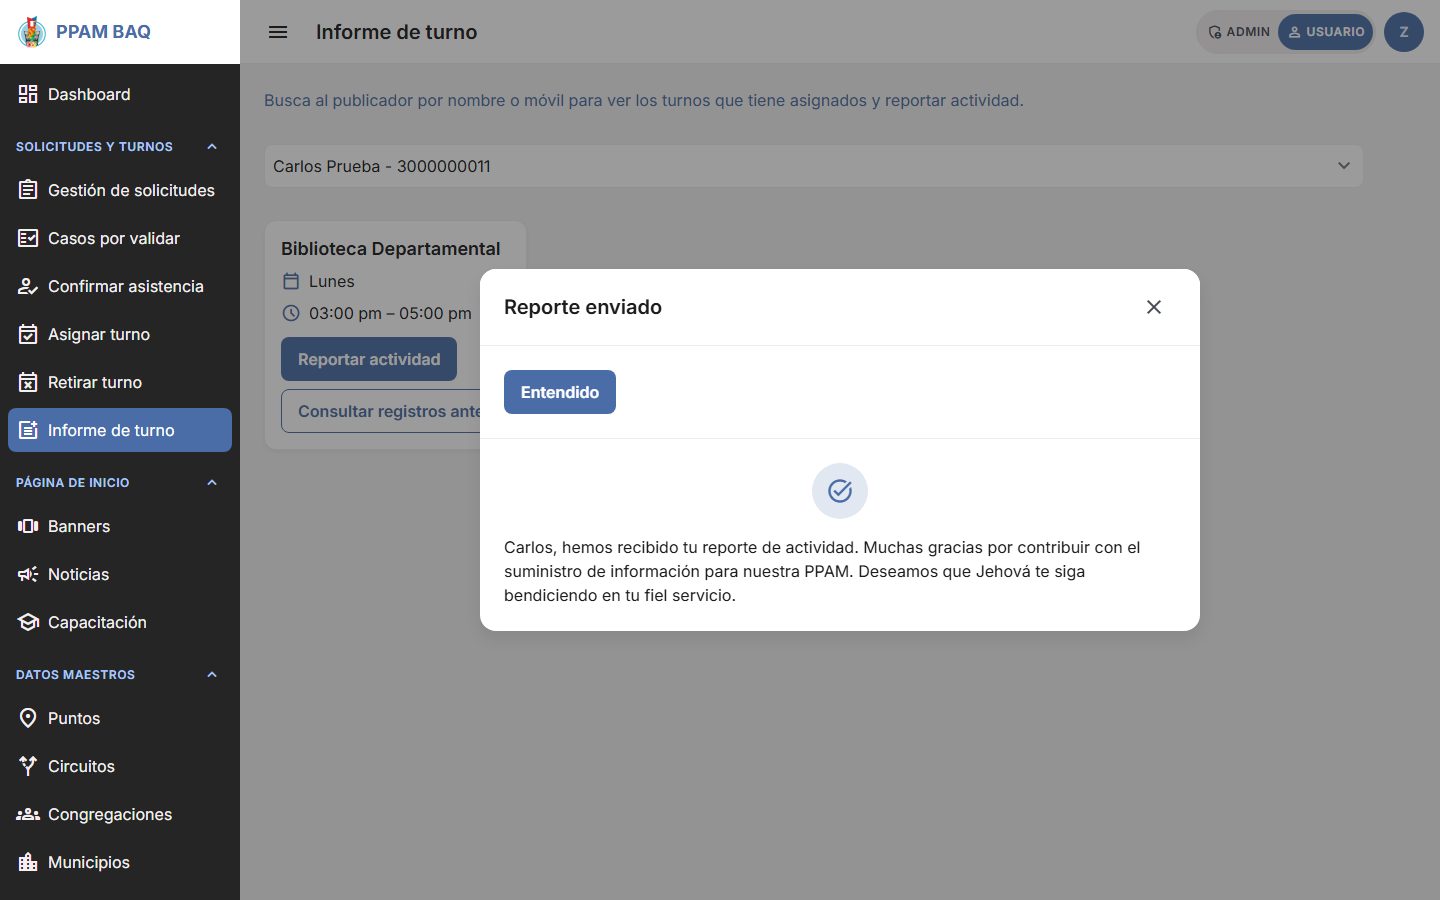 PPAM BAQ
Informe de turno
ADMIN
USUARIO
Z
Dashboard
SOLICITUDES Y TURNOS
Gestión de solicitudes
Casos por validar
Confirmar asistencia
Asignar turno
Retirar turno
Informe de turno
PÁGINA DE INICIO
Banners
Noticias
Capacitación
DATOS MAESTROS
Puntos
Circuitos
Congregaciones
Municipios
Busca al publicador por nombre o móvil para ver los turnos que tiene asignados y reportar actividad.
Carlos Prueba - 3000000011
Biblioteca Departamental
Lunes
03:00 pm – 05:00 pm
Reportar actividad
Consultar registros ante
Reporte enviado
Entendido
Carlos, hemos recibido tu reporte de actividad. Muchas gracias por contribuir con el
suministro de información para nuestra PPAM. Deseamos que Jehová te siga
bendiciendo en tu fiel servicio.